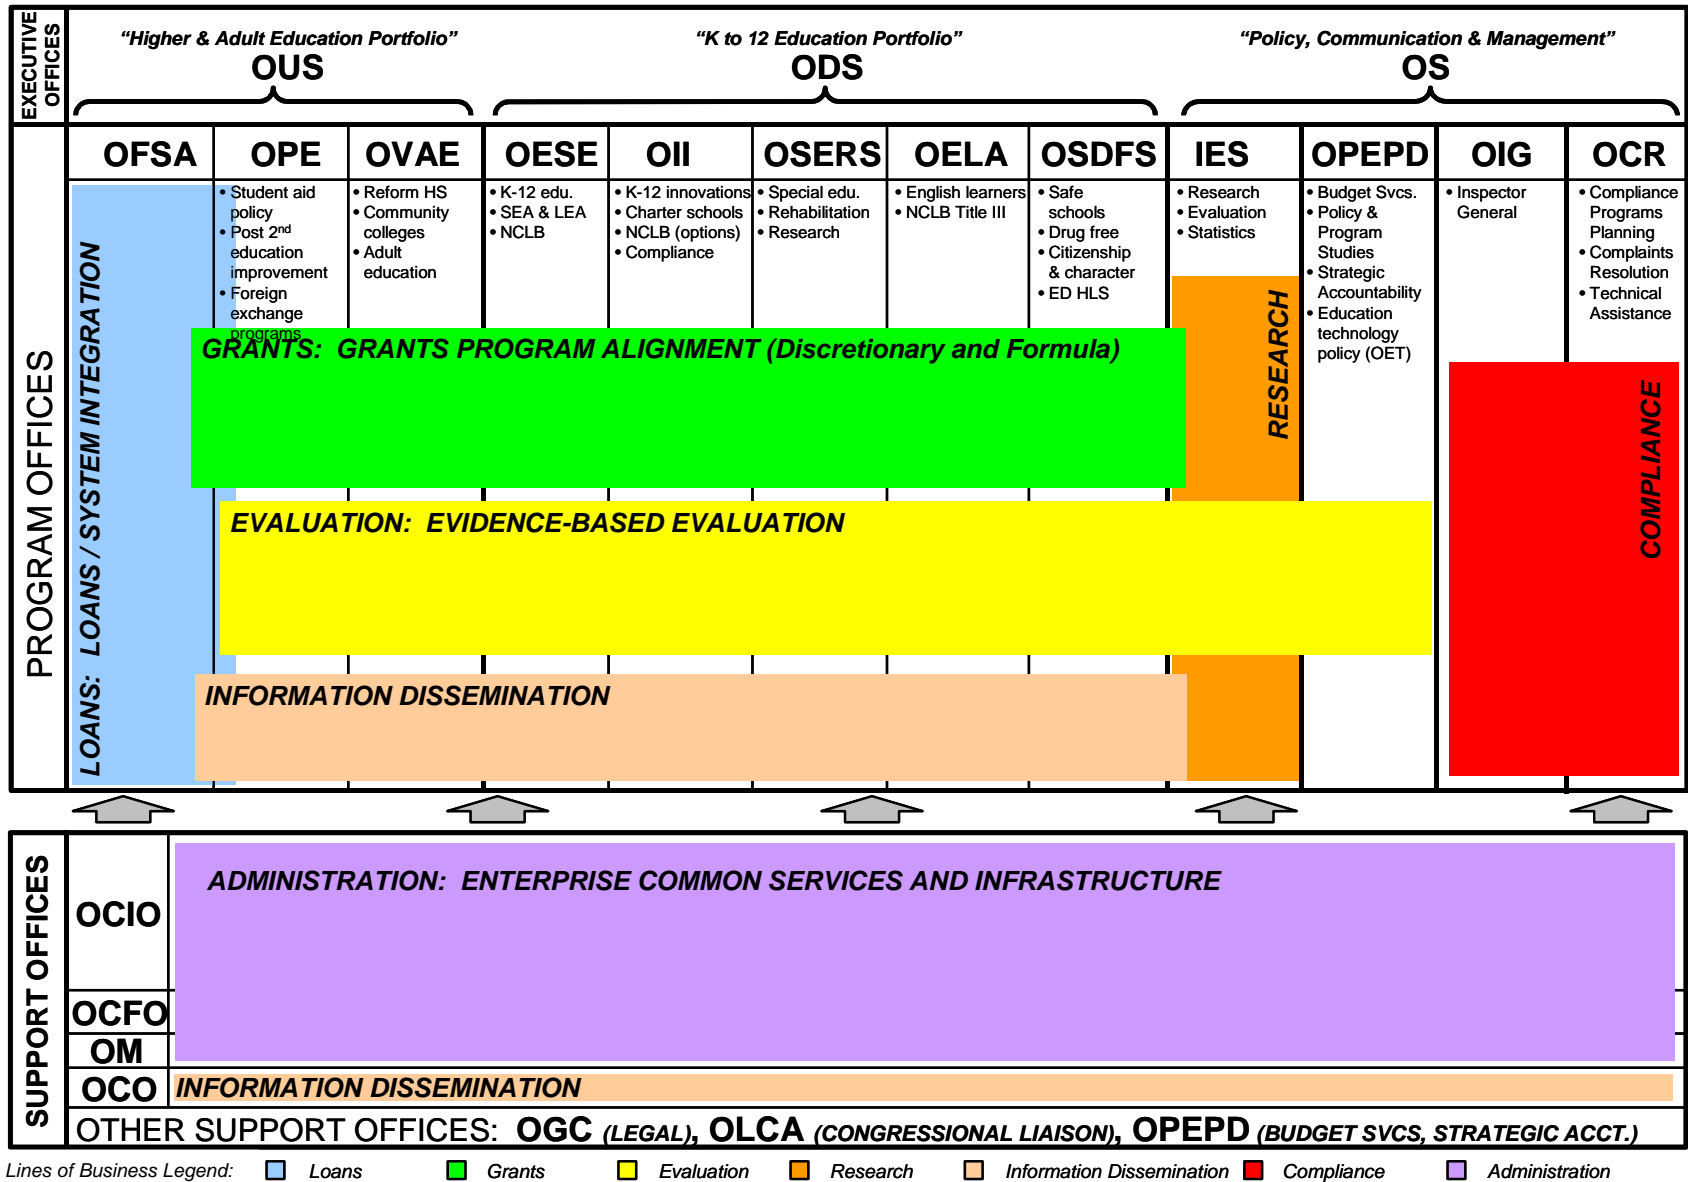 EXECUTIVE
OFFICES
“Higher & Adult Education Portfolio”
OUS
“K to 12 Education Portfolio”
ODS
“Policy, Communication & Management”
OS
PROGRAM OFFICES
OFSA
OPE
OVAE
OESE
OII
OSERS
OELA
OSDFS
IES
OPEPD
OIG
OCR
• Student aid
policy
• Post 2nd
education
improvement
• Foreign
exchange
programs
• Reform HS
• Community
colleges
• Adult
education
• K-12 edu.
• SEA & LEA
• NCLB
• K-12 innovations
• Charter schools
• NCLB (options)
• Compliance
• Special edu.
• Rehabilitation
• Research
• English learners
• NCLB Title III
• Safe
schools
• Drug free
• Citizenship
& character
• ED HLS
• Research
• Evaluation
• Statistics
• Budget Svcs.
• Policy &
Program
Studies
• Strategic
Accountability
• Education
technology
policy (OET)
• Inspector
General
• Compliance
Programs
Planning
• Complaints
Resolution
• Technical
Assistance
LOANS: LOANS / SYSTEM INTEGRATION
GRANTS: GRANTS PROGRAM ALIGNMENT (Discretionary and Formula)
RESEARCH
COMPLIANCE
EVALUATION: EVIDENCE-BASED EVALUATION
INFORMATION DISSEMINATION
SUPPORT OFFICES
OCIO
ADMINISTRATION: ENTERPRISE COMMON SERVICES AND INFRASTRUCTURE
OCFO
OM
OCO
INFORMATION DISSEMINATION
OTHER SUPPORT OFFICES: OGC (LEGAL), OLCA (CONGRESSIONAL LIAISON), OPEPD (BUDGET SVCS, STRATEGIC ACCT.)
Lines of Business Legend: Loans Grants Evaluation Research Information Dissemination Compliance Administration